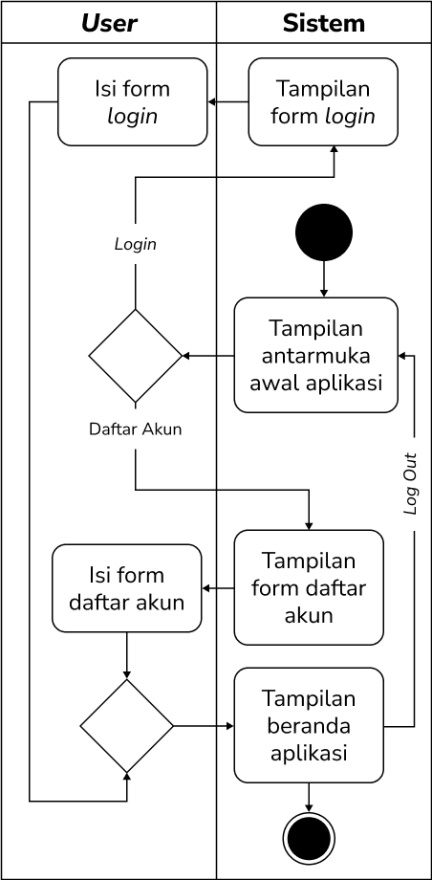 User
Sistem
Isi form
login
Tampilan
form login
Login
Tampilan
antarmuka
awal aplikasi
Daftar Akun
Log Out
Isi form
daftar akun
Tampilan
form daftar
akun
Tampilan
beranda
aplikasi